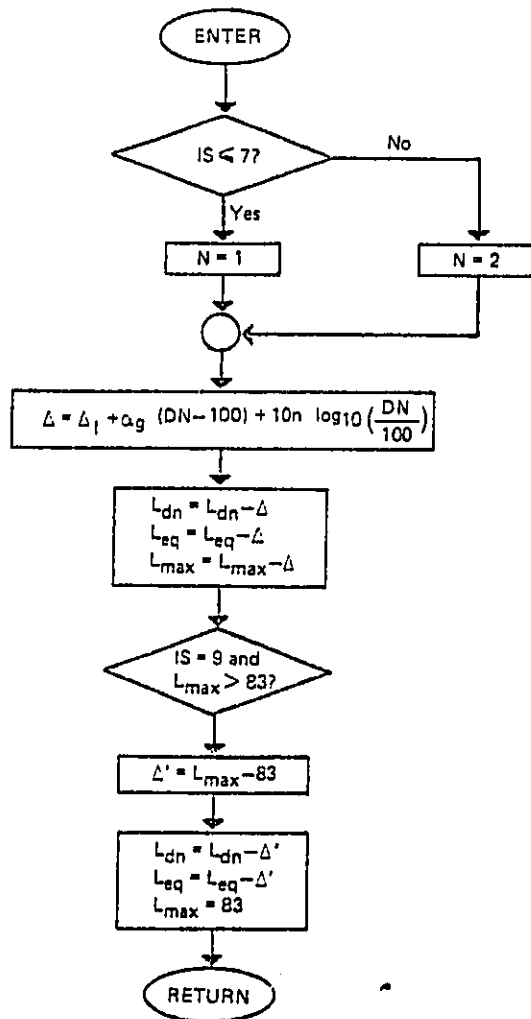 ENTER
IS ≤ 7?
No
Yes
N = 1
N = 2
Δ = Δ₁ + αg (DN−100) + 10n log10 (DN/100)
Ldn = Ldn−Δ
Leq = Leq−Δ
Lmax = Lmax−Δ
IS = 9 and
Lmax > 83?
Δ' = Lmax−83
Ldn = Ldn−Δ'
Leq = Leq−Δ'
Lmax = 83
RETURN